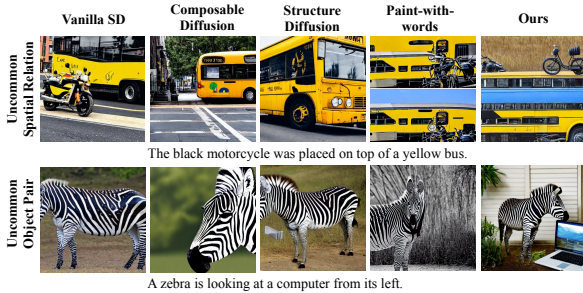 Vanilla SD
Composable Diffusion
Structure Diffusion
Paint-with-words
Ours
Uncommon Spatial Relation
The black motorcycle was placed on top of a yellow bus.
Uncommon Object Pair
A zebra is looking at a computer from its left.